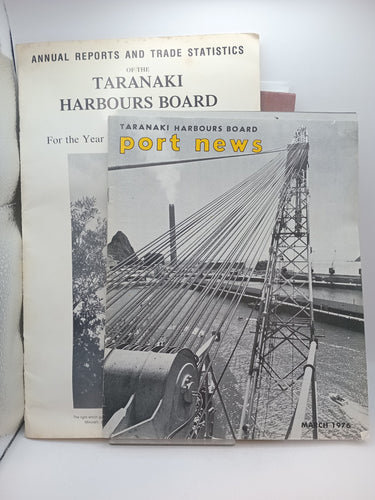 ANNUAL REPORTS AND TRADE STATISTICS
OF THE
TARANAKI
HARBOURS BOARD
For the Year
TARANAKI HARBOURS BOARD
port news
MARCH 1976